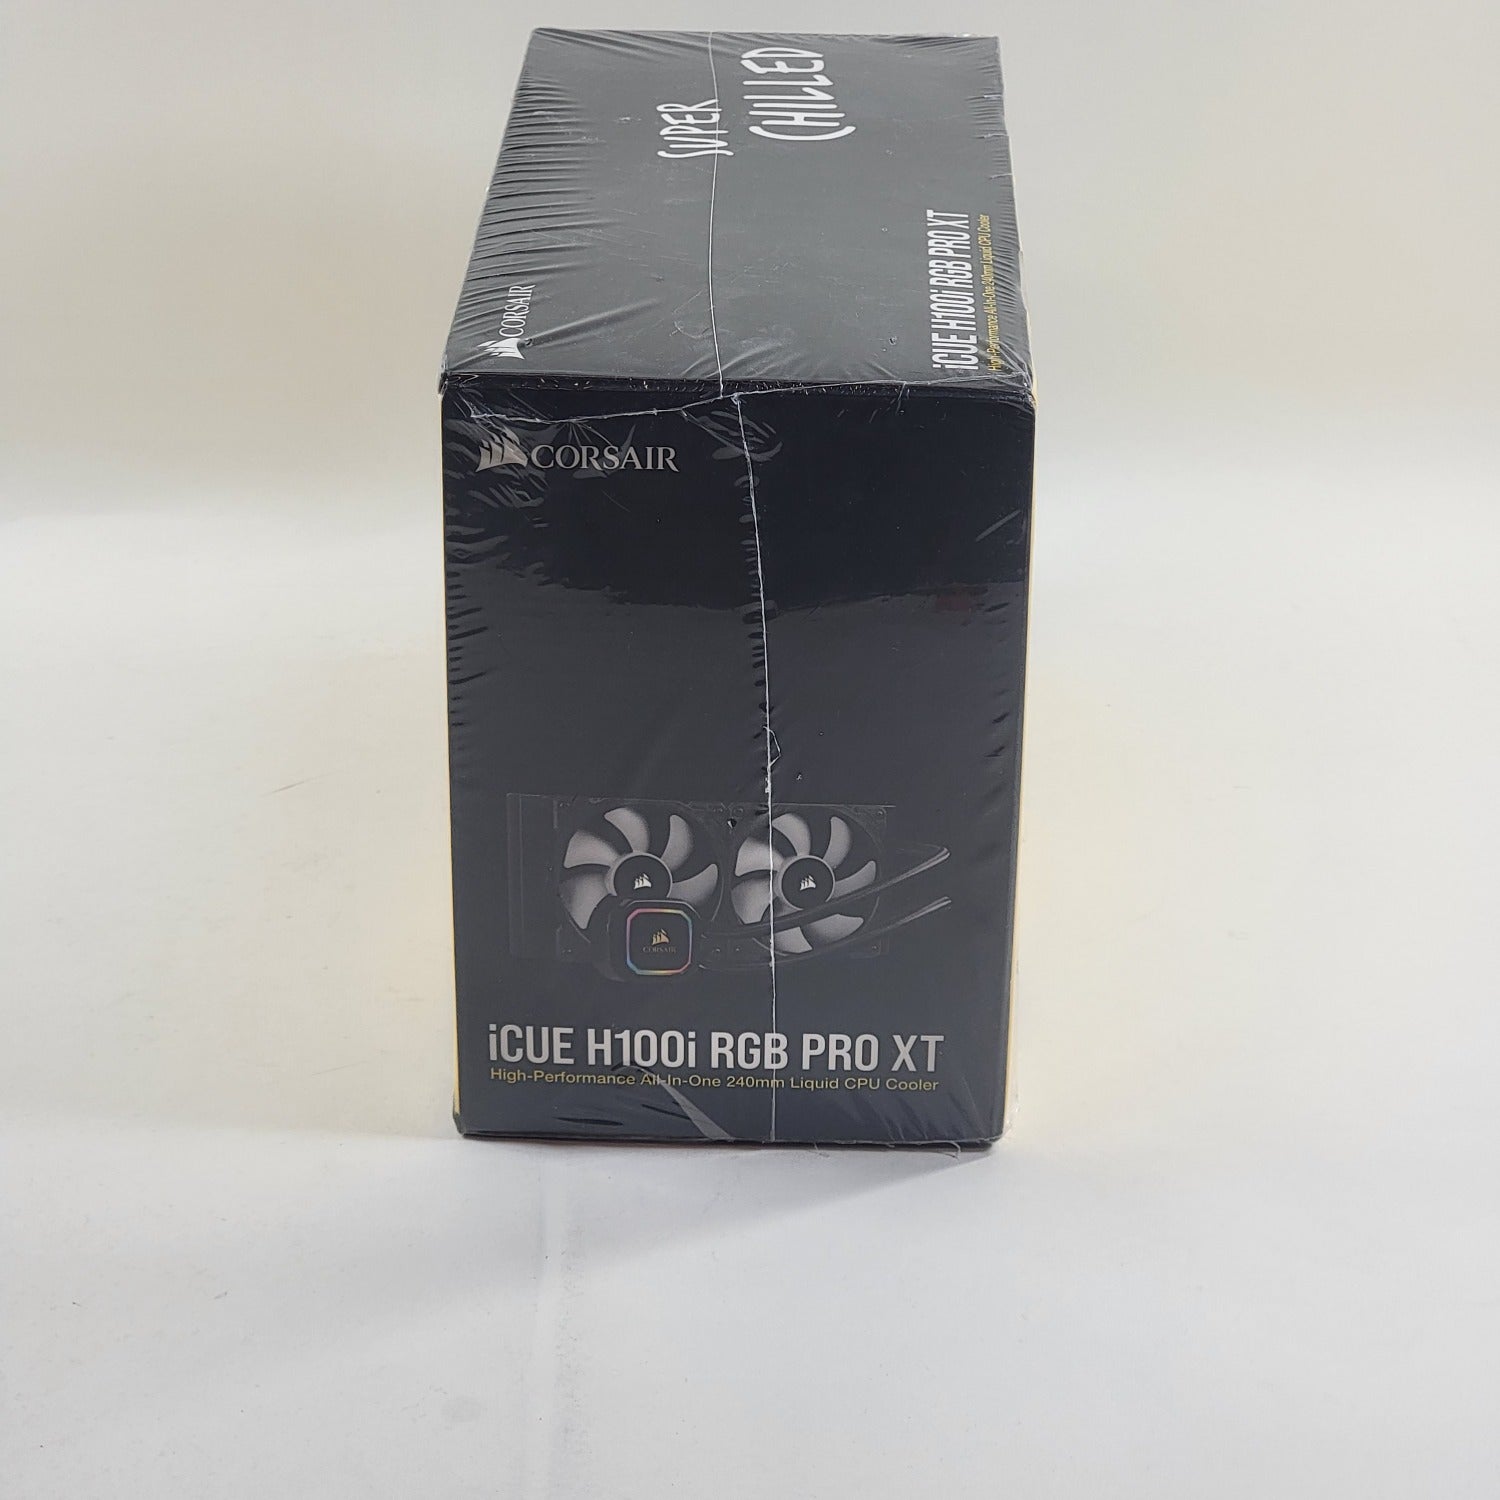 SUPER
CHILLED
CORSAIR
iCUE H100i RGB PRO XT
High-Performance All-In-One 240mm Liquid CPU Cooler
CORSAIR
CORSAIR
iCUE H100i RGB PRO XT
High-Performance All-In-One 240mm Liquid CPU Cooler